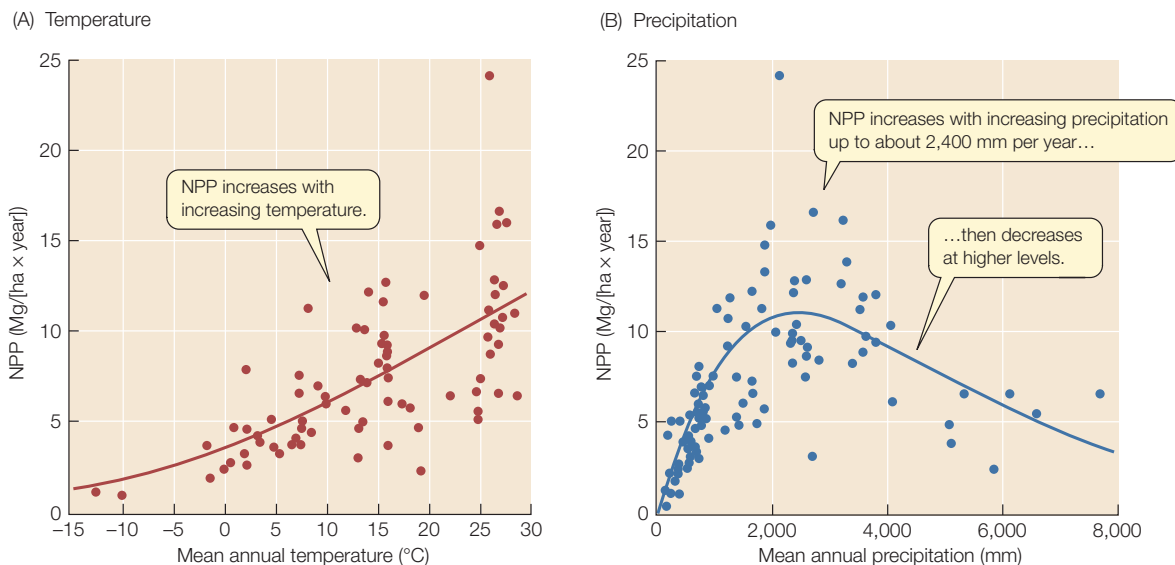 (A) Temperature
25
20
15
10
5
0
NPP (Mg/[ha × year])
NPP increases with
increasing temperature.
−15 −10 −5 0 5 10 15 20 25 30
Mean annual temperature (°C)
(B) Precipitation
25
20
15
10
5
0
NPP (Mg/[ha × year])
NPP increases with increasing precipitation
up to about 2,400 mm per year…
…then decreases
at higher levels.
0 2,000 4,000 6,000 8,000
Mean annual precipitation (mm)